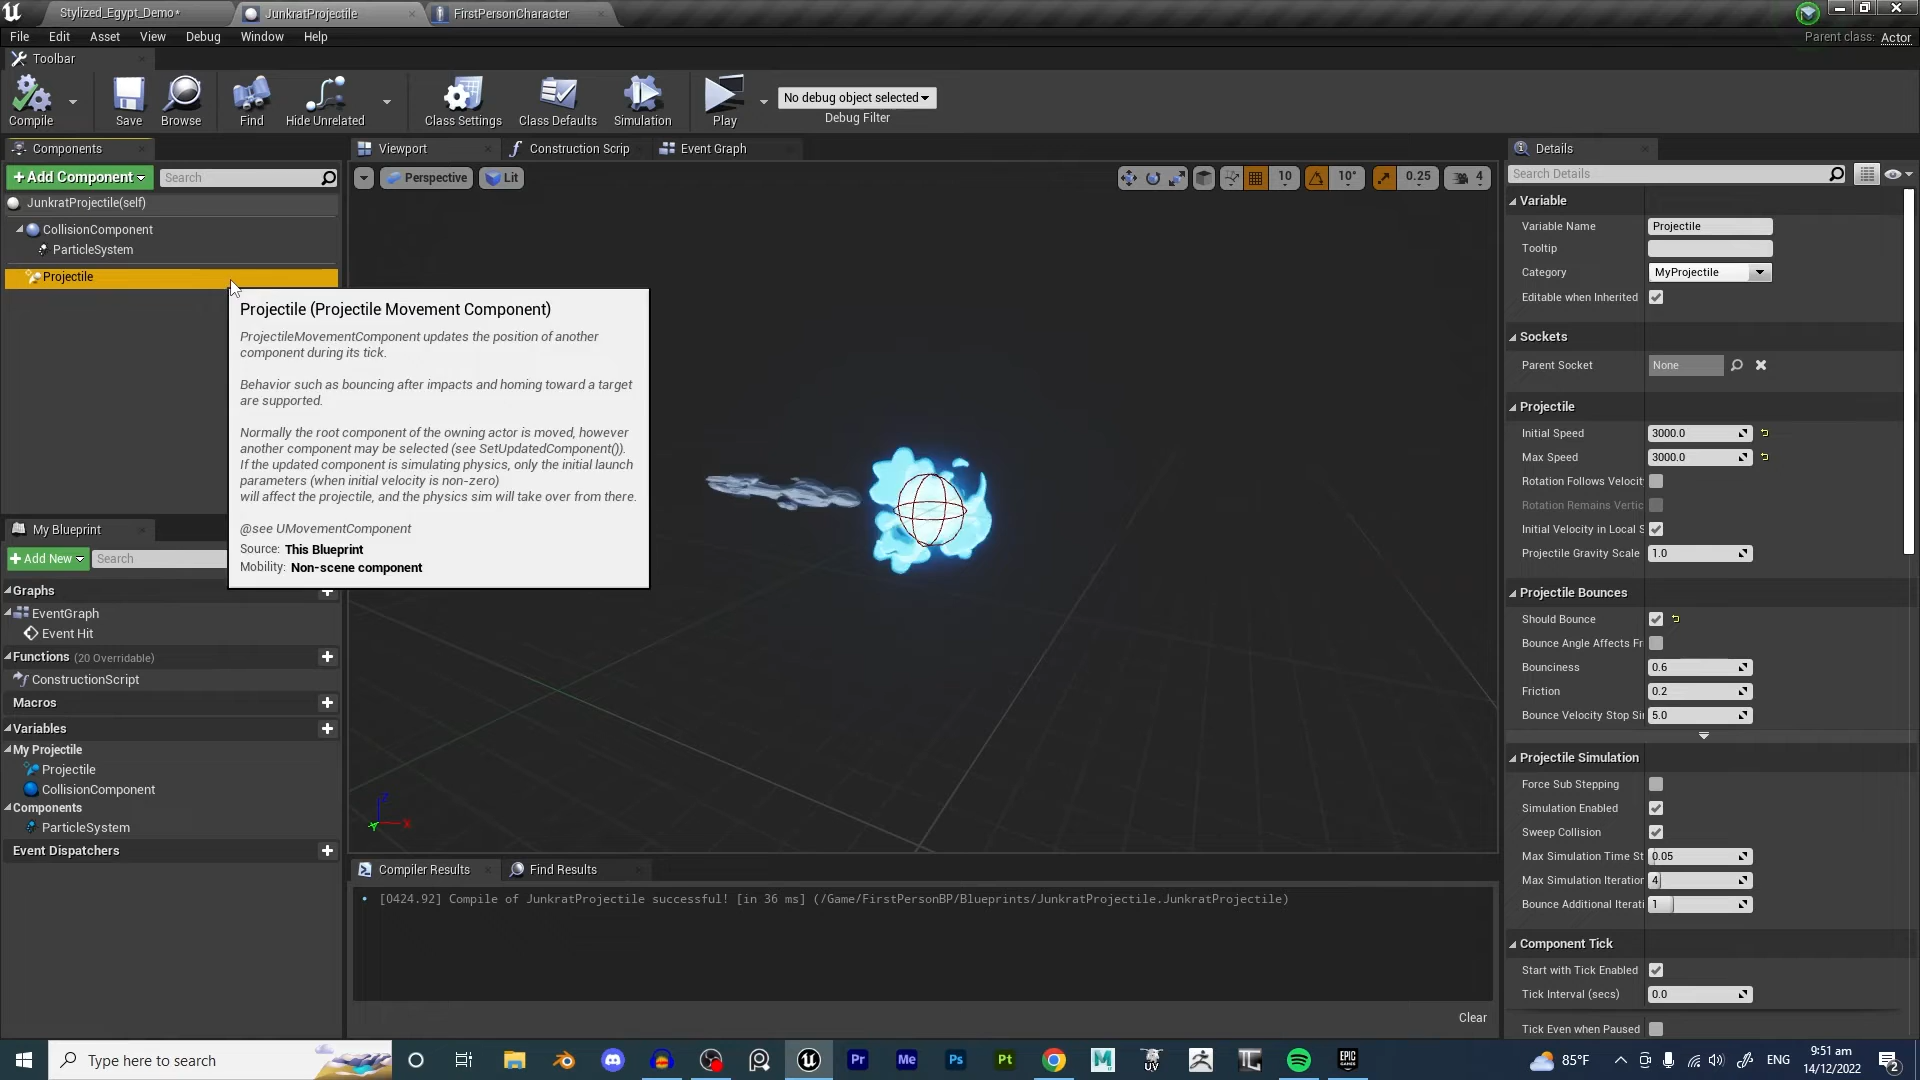 Stylized_Egypt_Demo*
JunkratProjectile
FirstPersonCharacter
File Edit Asset View Debug Window Help
Parent class: Actor
Toolbar
Compile
Save
Browse
Find
Hide Unrelated
Class Settings
Class Defaults
Simulation
Play
No debug object selected
Debug Filter
Components
+ Add Component
Search
JunkratProjectile(self)
CollisionComponent
ParticleSystem
Projectile
Projectile (Projectile Movement Component)
ProjectileMovementComponent updates the position of another
component during its tick.
Behavior such as bouncing after impacts and homing toward a target
are supported.
Normally the root component of the owning actor is moved, however
another component may be selected (see SetUpdatedComponent()).
If the updated component is simulating physics, only the initial launch
parameters (when initial velocity is non-zero)
will affect the projectile, and the physics sim will take over from there.
@see UMovementComponent
Source: This Blueprint
Mobility: Non-scene component
My Blueprint
+ Add New
Search
Graphs
EventGraph
Event Hit
Functions (20 Overridable)
ConstructionScript
Macros
Variables
My Projectile
Projectile
CollisionComponent
Components
ParticleSystem
Event Dispatchers
Viewport
Construction Scrip
Event Graph
Perspective
Lit
10
10°
0.25
4
Z
X
Y
Compiler Results
Find Results
• [0424.92] Compile of JunkratProjectile successful! [in 36 ms] (/Game/FirstPersonBP/Blueprints/JunkratProjectile.JunkratProjectile)
Clear
Details
Search Details
Variable
Variable Name Projectile
Tooltip
Category MyProjectile
Editable when Inherited
Sockets
Parent Socket None
Projectile
Initial Speed 3000.0
Max Speed 3000.0
Rotation Follows Velocit
Rotation Remains Vertic
Initial Velocity in Local S
Projectile Gravity Scale 1.0
Projectile Bounces
Should Bounce
Bounce Angle Affects Fr
Bounciness 0.6
Friction 0.2
Bounce Velocity Stop Si 5.0
Projectile Simulation
Force Sub Stepping
Simulation Enabled
Sweep Collision
Max Simulation Time St 0.05
Max Simulation Iteration 4
Bounce Additional Iterati 1
Component Tick
Start with Tick Enabled
Tick Interval (secs) 0.0
Tick Even when Paused
Type here to search
Pr
Me
Ps
Pt
M
UV
EPIC
GAMES
85°F
ENG
9:51 am
14/12/2022
2